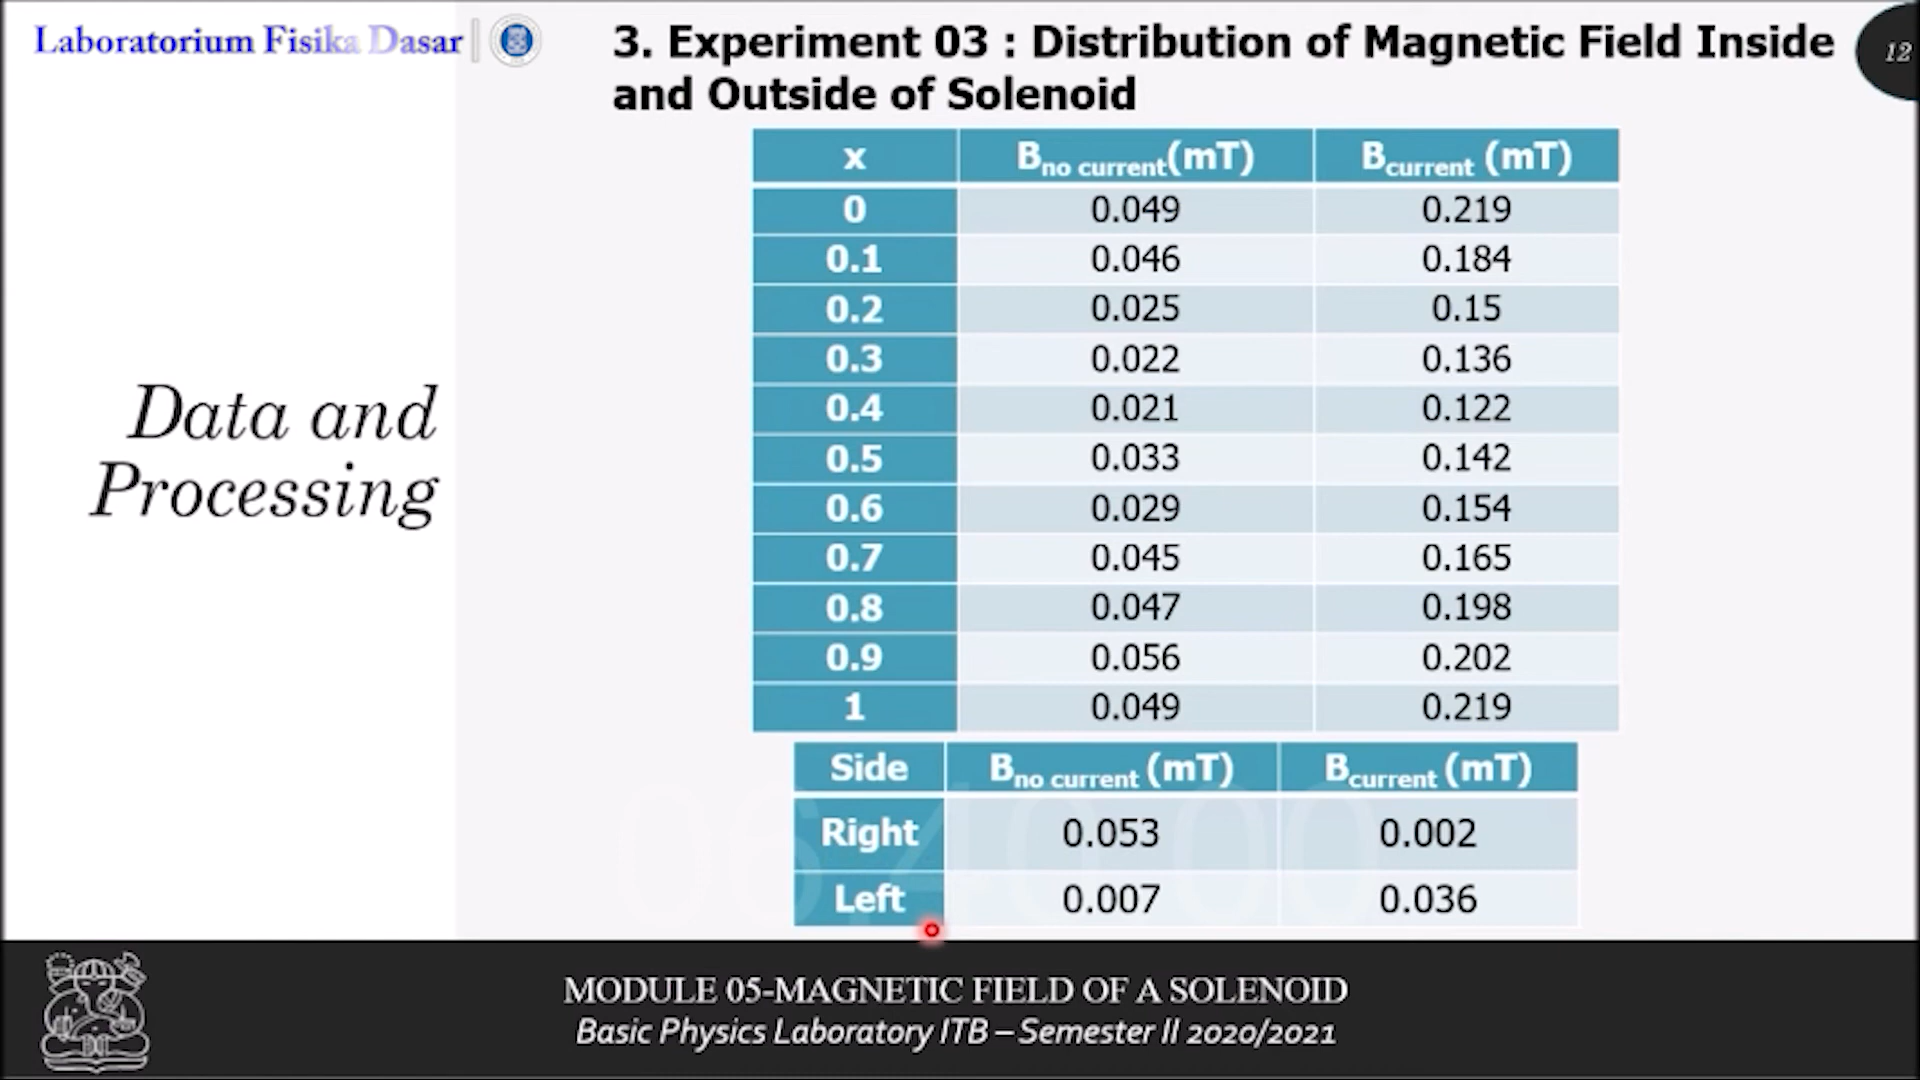 Laboratorium Fisika Dasar
3. Experiment 03 : Distribution of Magnetic Field Inside
and Outside of Solenoid
12
Data and
Processing
x B no current(mT) B current (mT)
0 0.049 0.219
0.1 0.046 0.184
0.2 0.025 0.15
0.3 0.022 0.136
0.4 0.021 0.122
0.5 0.033 0.142
0.6 0.029 0.154
0.7 0.045 0.165
0.8 0.047 0.198
0.9 0.056 0.202
1 0.049 0.219
Side B no current (mT) B current (mT)
Right 0.053 0.002
Left 0.007 0.036
MODULE 05-MAGNETIC FIELD OF A SOLENOID
Basic Physics Laboratory ITB – Semester II 2020/2021